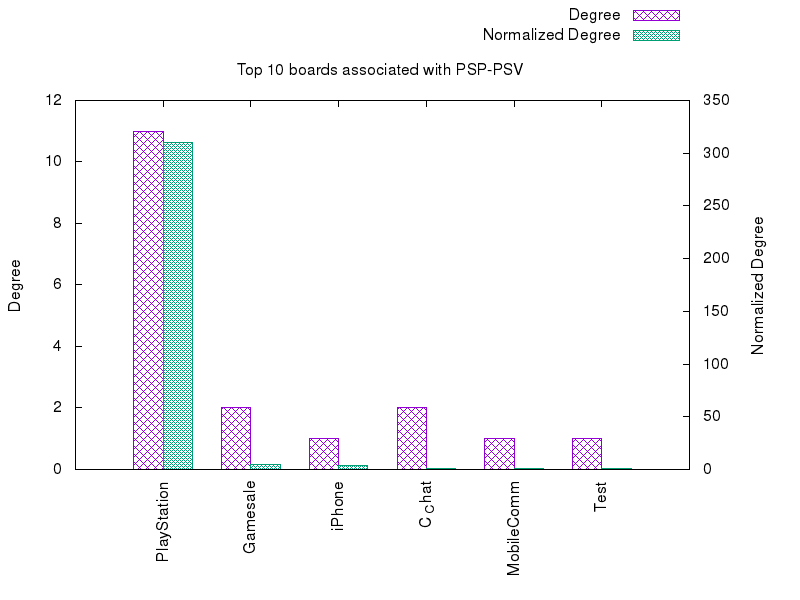 Degree
Normalized Degree
Top 10 boards associated with PSP-PSV
12
10
8
6
4
2
0
350
300
250
200
150
100
50
0
Degree
Normalized Degree
PlayStation
Gamesale
iPhone
C chat
MobileComm
Test